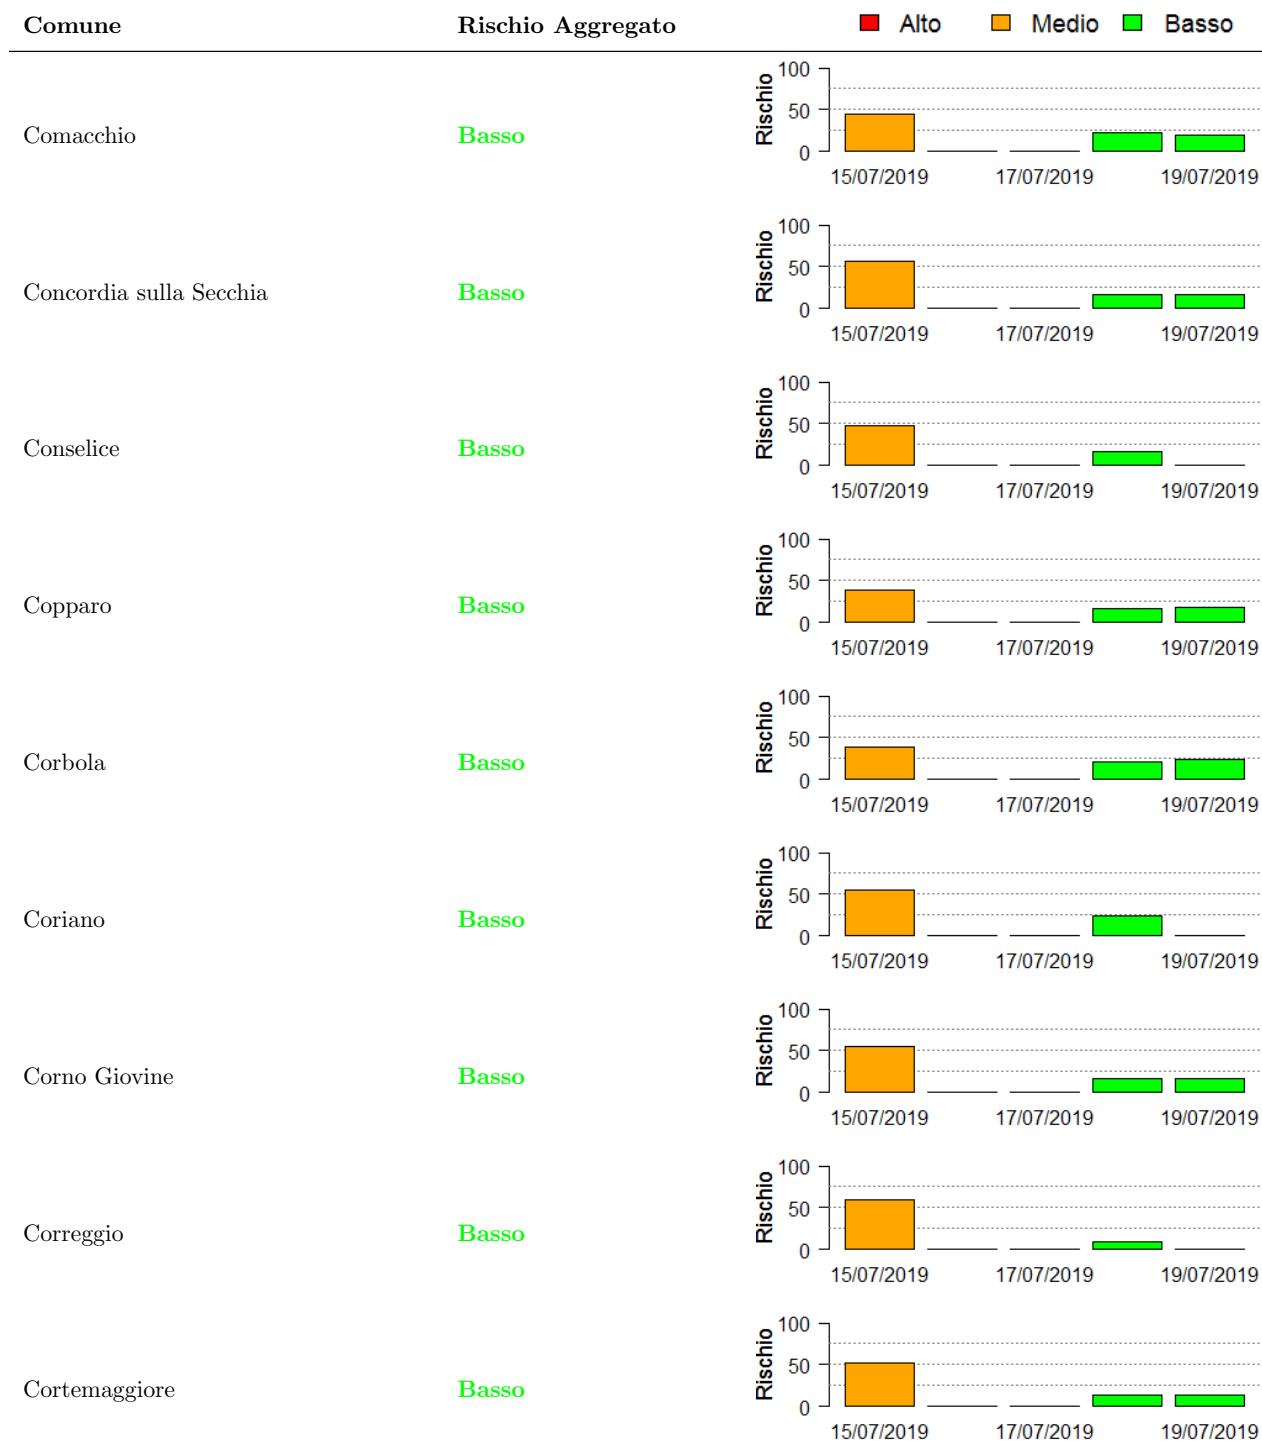 Comune Rischio Aggregato Alto Medio Basso
Comacchio Basso
Rischio
100
50
0
15/07/2019 17/07/2019 19/07/2019
Concordia sulla Secchia Basso
Rischio
100
50
0
15/07/2019 17/07/2019 19/07/2019
Conselice Basso
Rischio
100
50
0
15/07/2019 17/07/2019 19/07/2019
Copparo Basso
Rischio
100
50
0
15/07/2019 17/07/2019 19/07/2019
Corbola Basso
Rischio
100
50
0
15/07/2019 17/07/2019 19/07/2019
Coriano Basso
Rischio
100
50
0
15/07/2019 17/07/2019 19/07/2019
Corno Giovine Basso
Rischio
100
50
0
15/07/2019 17/07/2019 19/07/2019
Correggio Basso
Rischio
100
50
0
15/07/2019 17/07/2019 19/07/2019
Cortemaggiore Basso
Rischio
100
50
0
15/07/2019 17/07/2019 19/07/2019